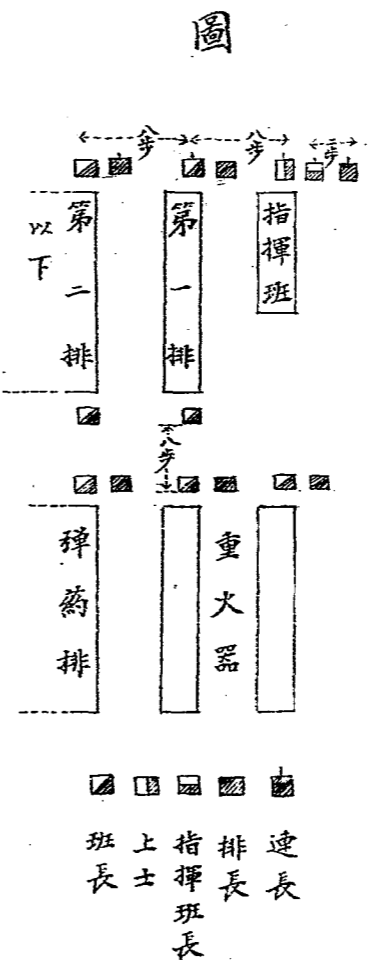 圖
八步
八步
二步
指揮班
第一排
第二排
以下
八步
重火器
彈藥排
連長
排長
指揮班長
上士
班長